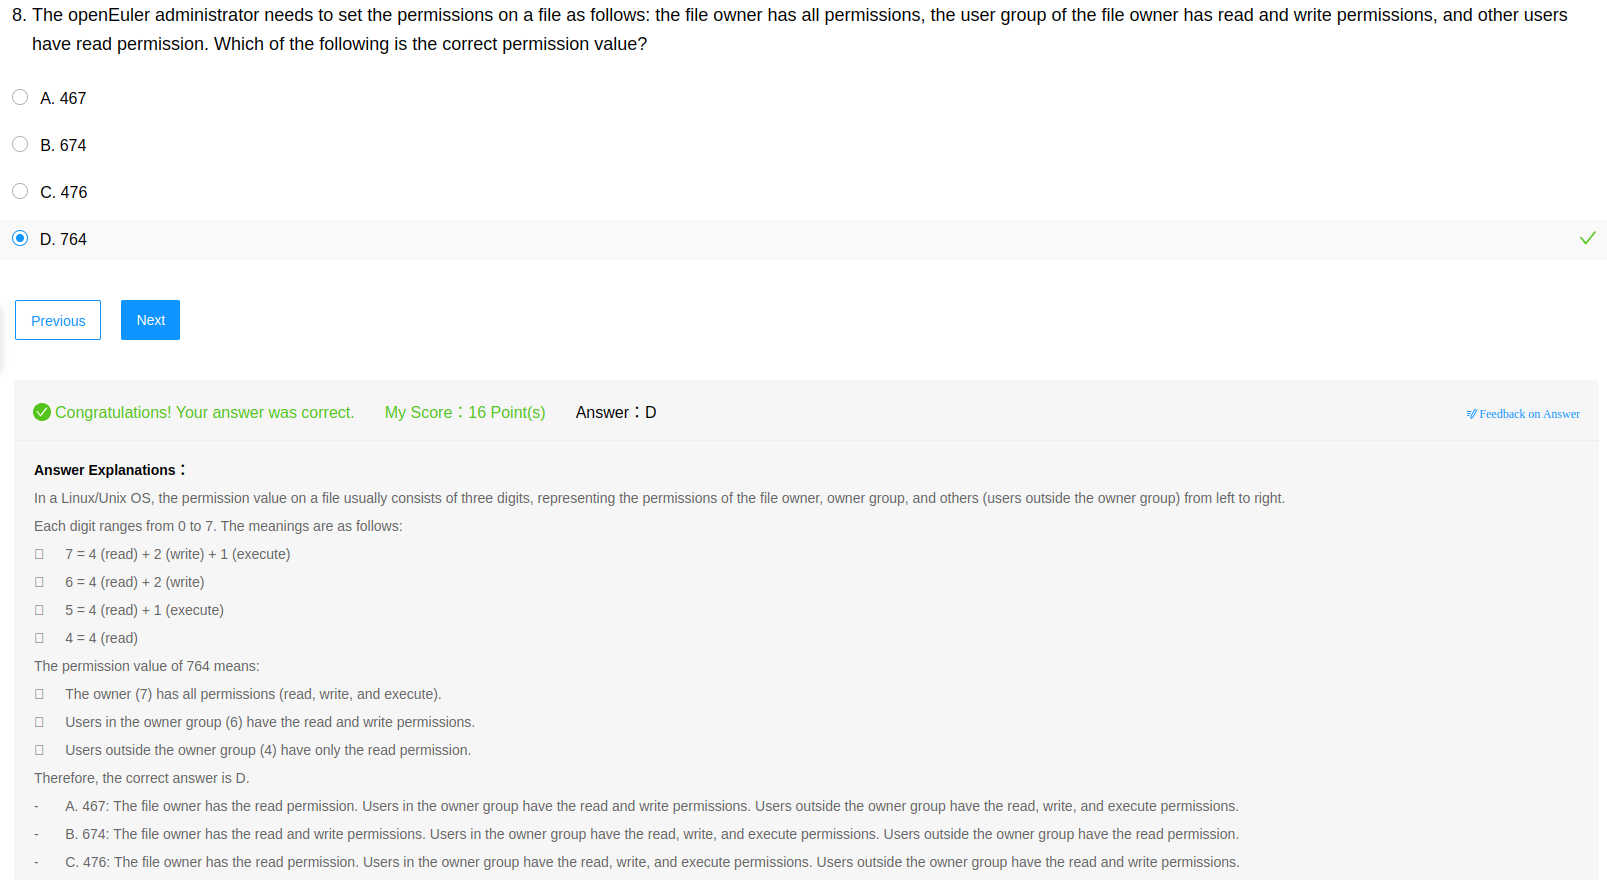 8. The openEuler administrator needs to set the permissions on a file as follows: the file owner has all permissions, the user group of the file owner has read and write permissions, and other users
have read permission. Which of the following is the correct permission value?
A. 467
B. 674
C. 476
D. 764
Previous Next
Congratulations! Your answer was correct. My Score：16 Point(s) Answer：D Feedback on Answer
Answer Explanations：
In a Linux/Unix OS, the permission value on a file usually consists of three digits, representing the permissions of the file owner, owner group, and others (users outside the owner group) from left to right.
Each digit ranges from 0 to 7. The meanings are as follows:
7 = 4 (read) + 2 (write) + 1 (execute)
6 = 4 (read) + 2 (write)
5 = 4 (read) + 1 (execute)
4 = 4 (read)
The permission value of 764 means:
The owner (7) has all permissions (read, write, and execute).
Users in the owner group (6) have the read and write permissions.
Users outside the owner group (4) have only the read permission.
Therefore, the correct answer is D.
- A. 467: The file owner has the read permission. Users in the owner group have the read and write permissions. Users outside the owner group have the read, write, and execute permissions.
- B. 674: The file owner has the read and write permissions. Users in the owner group have the read, write, and execute permissions. Users outside the owner group have the read permission.
- C. 476: The file owner has the read permission. Users in the owner group have the read, write, and execute permissions. Users outside the owner group have the read and write permissions.